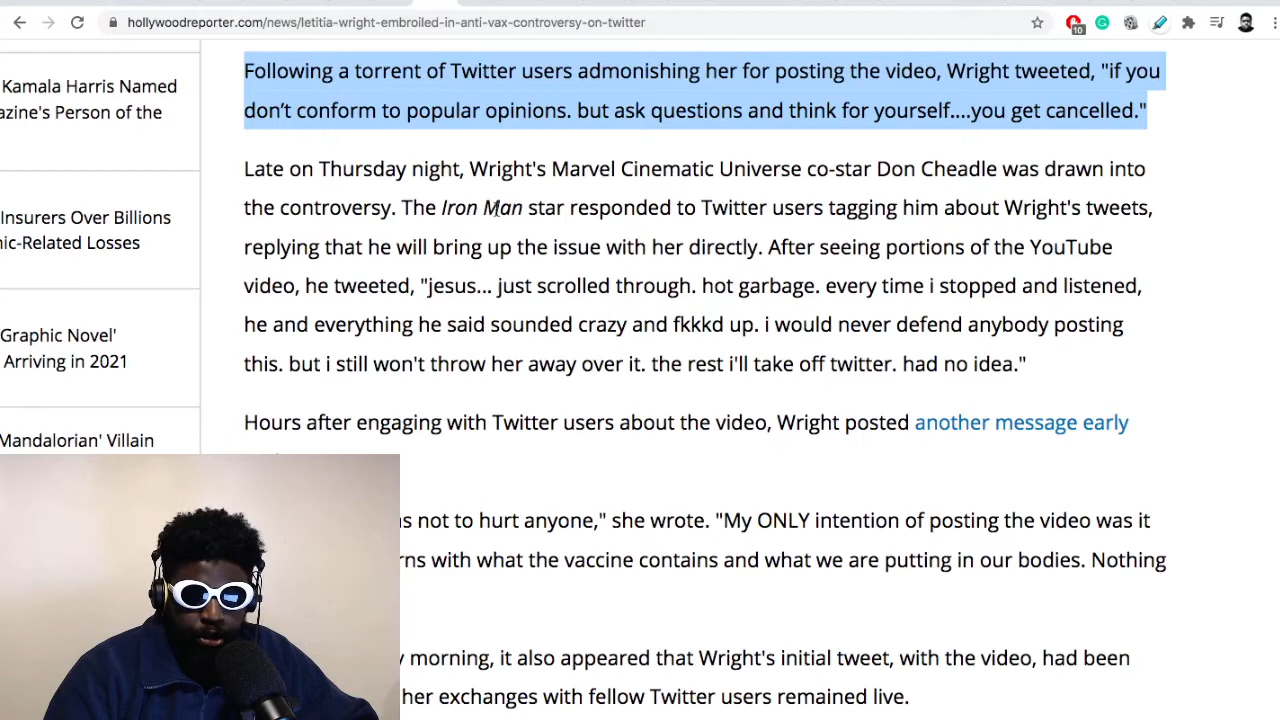 hollywoodreporter.com/news/letitia-wright-embroiled-in-anti-vax-controversy-on-twitter
10
Kamala Harris Named
azine's Person of the
Insurers Over Billions
nic-Related Losses
Graphic Novel'
Arriving in 2021
Mandalorian' Villain
Following a torrent of Twitter users admonishing her for posting the video, Wright tweeted, "if you
don't conform to popular opinions. but ask questions and think for yourself....you get cancelled."
Late on Thursday night, Wright's Marvel Cinematic Universe co-star Don Cheadle was drawn into
the controversy. The Iron Man star responded to Twitter users tagging him about Wright's tweets,
replying that he will bring up the issue with her directly. After seeing portions of the YouTube
video, he tweeted, "jesus... just scrolled through. hot garbage. every time i stopped and listened,
he and everything he said sounded crazy and fkkkd up. i would never defend anybody posting
this. but i still won't throw her away over it. the rest i'll take off twitter. had no idea."
Hours after engaging with Twitter users about the video, Wright posted another message early
s not to hurt anyone," she wrote. "My ONLY intention of posting the video was it
rns with what the vaccine contains and what we are putting in our bodies. Nothing
y morning, it also appeared that Wright's initial tweet, with the video, had been
her exchanges with fellow Twitter users remained live.